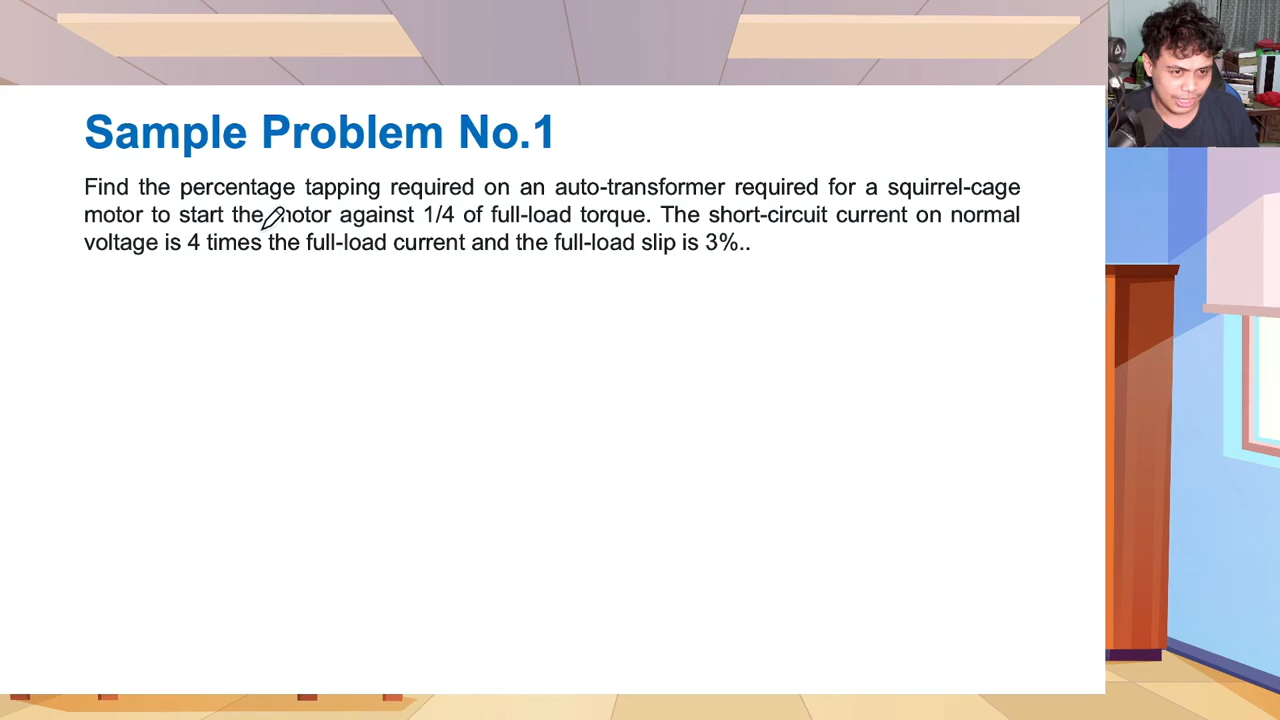 Sample Problem No.1
Find the percentage tapping required on an auto-transformer required for a squirrel-cage
motor to start the motor against 1/4 of full-load torque. The short-circuit current on normal
voltage is 4 times the full-load current and the full-load slip is 3%..